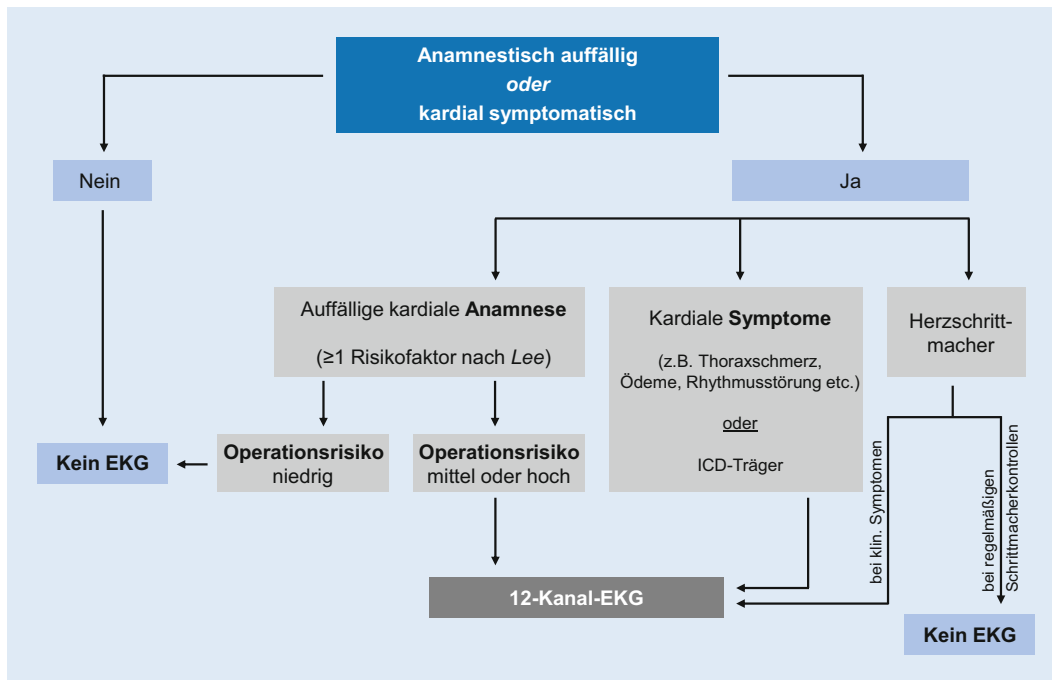 Anamnestisch auffällig
oder
kardial symptomatisch
Nein
Ja
Auffällige kardiale Anamnese
(≥1 Risikofaktor nach Lee)
Kardiale Symptome
(z.B. Thoraxschmerz,
Ödeme, Rhythmusstörung etc.)
oder
ICD-Träger
Herzschritt-
macher
Kein EKG
Operationsrisiko
niedrig
Operationsrisiko
mittel oder hoch
bei klin. Symptomen
bei regelmäßigen
Schrittmacherkontrollen
12-Kanal-EKG
Kein EKG